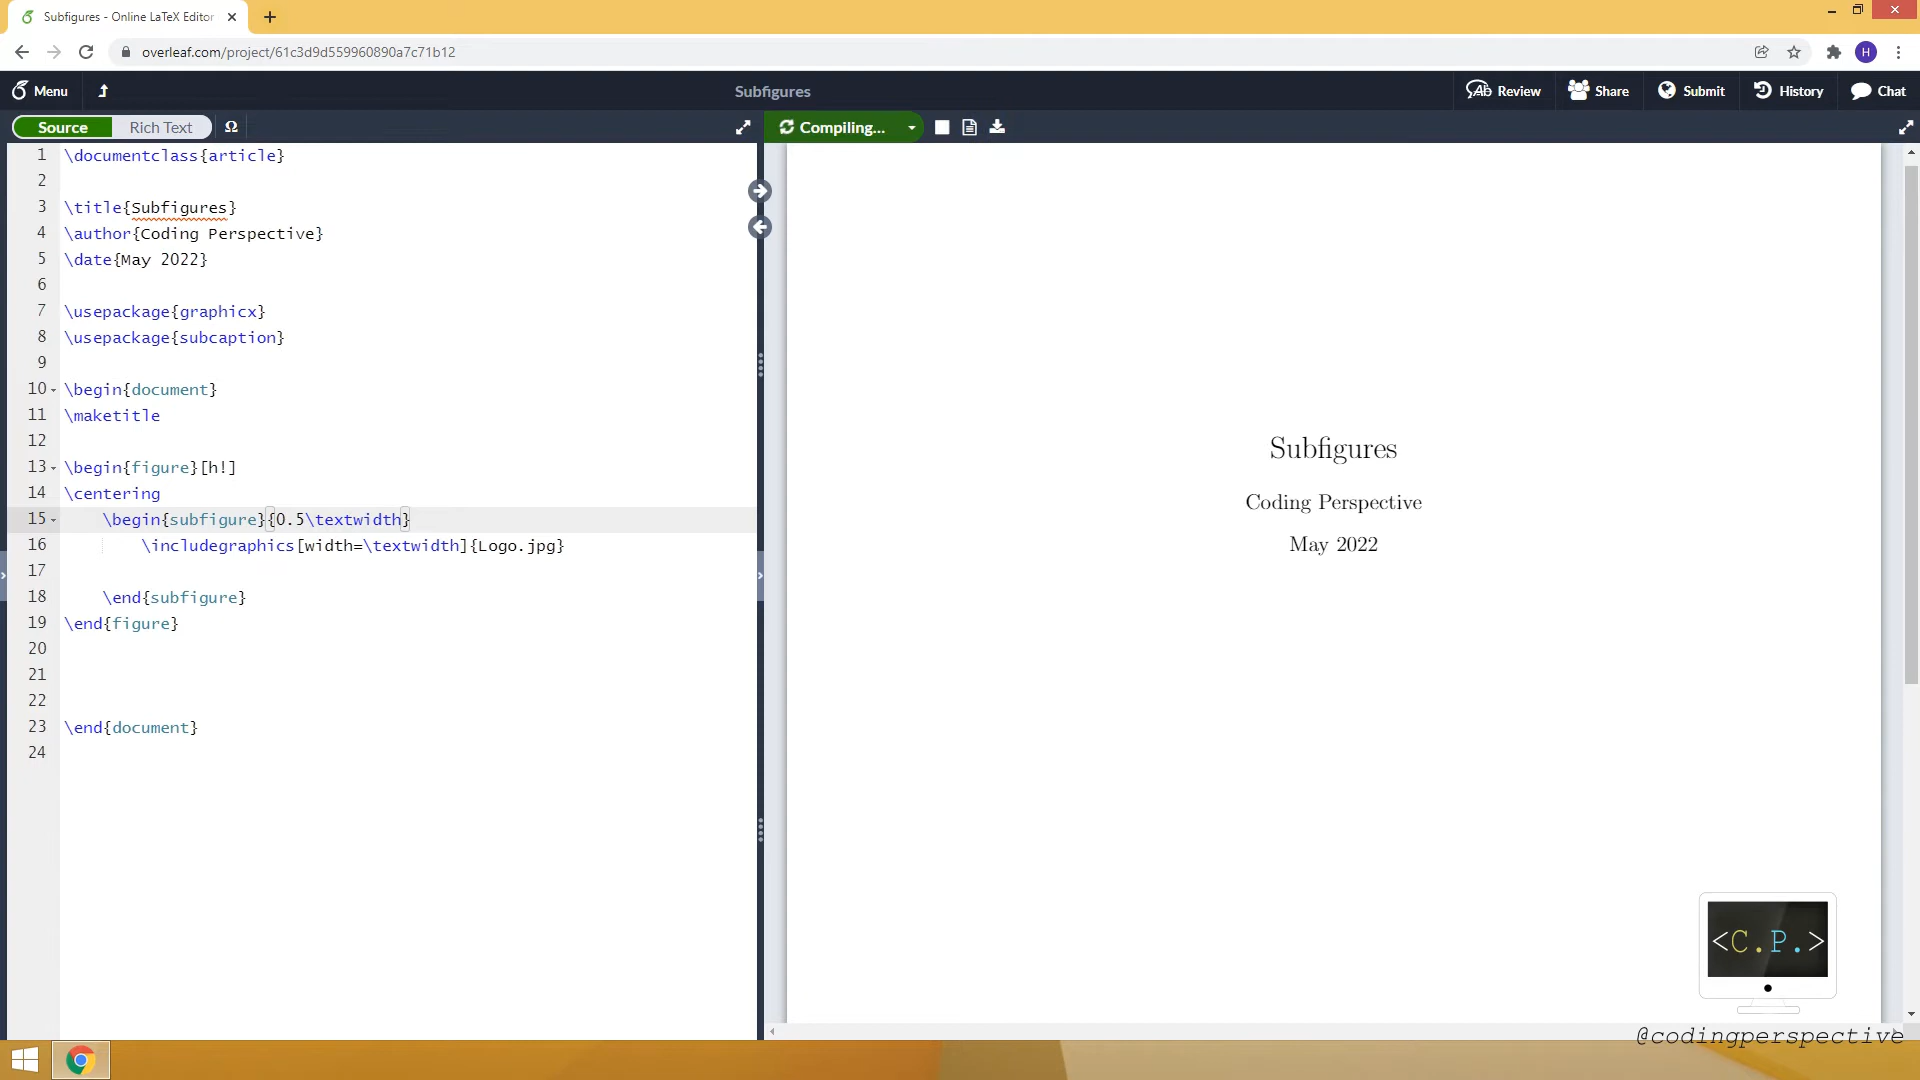 Subfigures - Online LaTeX Editor
overleaf.com/project/61c3d9d559960890a7c71b12
H
Menu
Subfigures
Review
Share
Submit
History
Chat
Source
Rich Text
Ω
Compiling...
1 \documentclass{article}
2
3 \title{Subfigures}
4 \author{Coding Perspective}
5 \date{May 2022}
6
7 \usepackage{graphicx}
8 \usepackage{subcaption}
9
10 \begin{document}
11 \maketitle
12
13 \begin{figure}[h!]
14 \centering
15 \begin{subfigure}{0.5\textwidth}
16 \includegraphics[width=\textwidth]{Logo.jpg}
17
18 \end{subfigure}
19 \end{figure}
20
21
22
23 \end{document}
24
Subfigures
Coding Perspective
May 2022
<C.P.>
@codingperspective